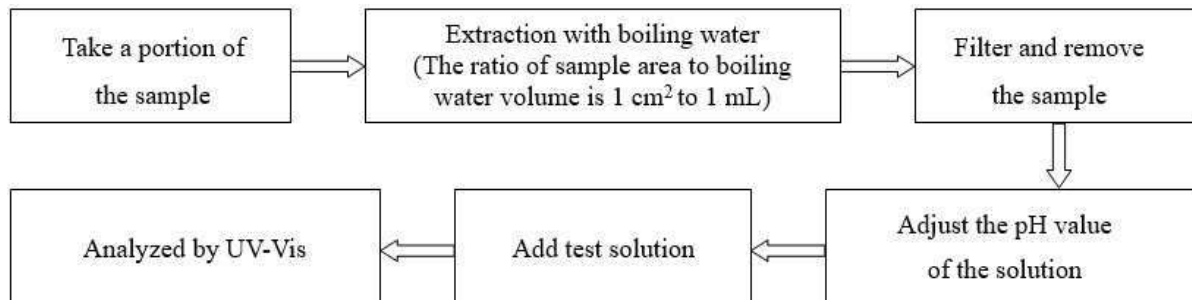 Take a portion of
the sample
Extraction with boiling water
(The ratio of sample area to boiling
water volume is 1 cm² to 1 mL)
Filter and remove
the sample
Adjust the pH value
of the solution
Add test solution
Analyzed by UV-Vis